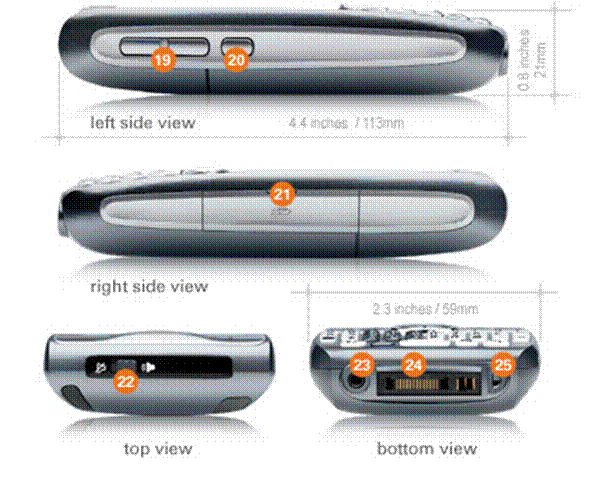 19
20
0.8 inches
21mm
left side view
4.4 inches / 113mm
21
right side view
2.3 inches / 59mm
22
23
24
25
top view
bottom view